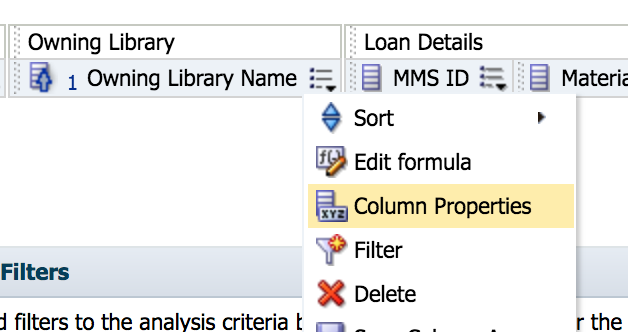 Owning Library Loan Details
1 Owning Library Name MMS ID
Sort
Edit formula
Column Properties
Filter
Filters
Delete
filters to the analysis criteria the